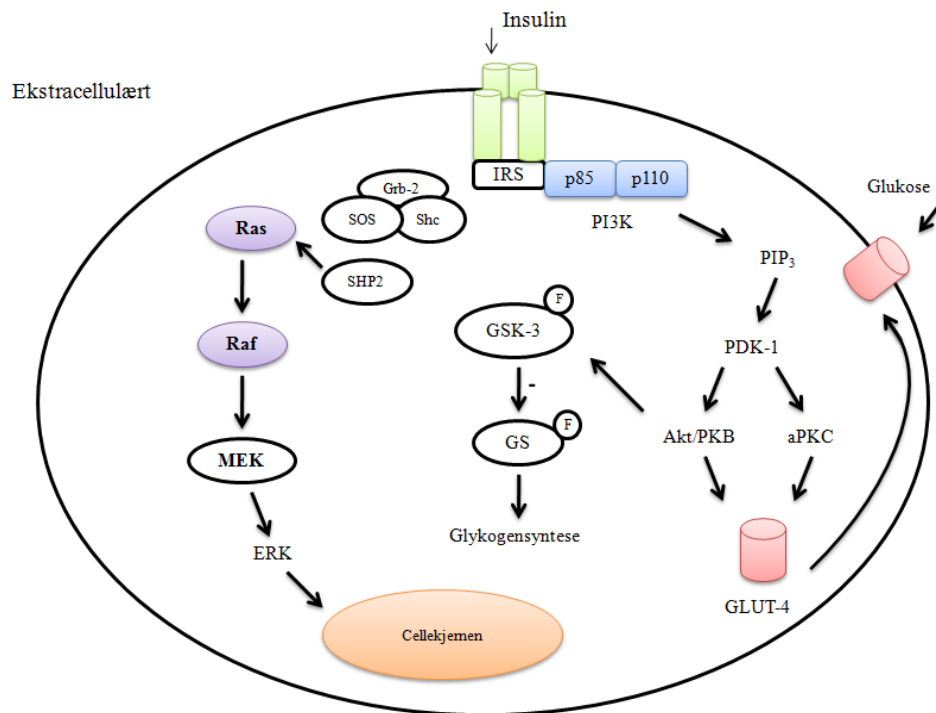 Insulin
Ekstracellulært
IRS
p85
p110
PI3K
Glukose
Grb-2
SOS
Shc
Ras
SHP2
PIP₃
F
GSK-3
Raf
PDK-1
-
F
GS
Akt/PKB
aPKC
MEK
Glykogensyntese
ERK
GLUT-4
Cellekjernen